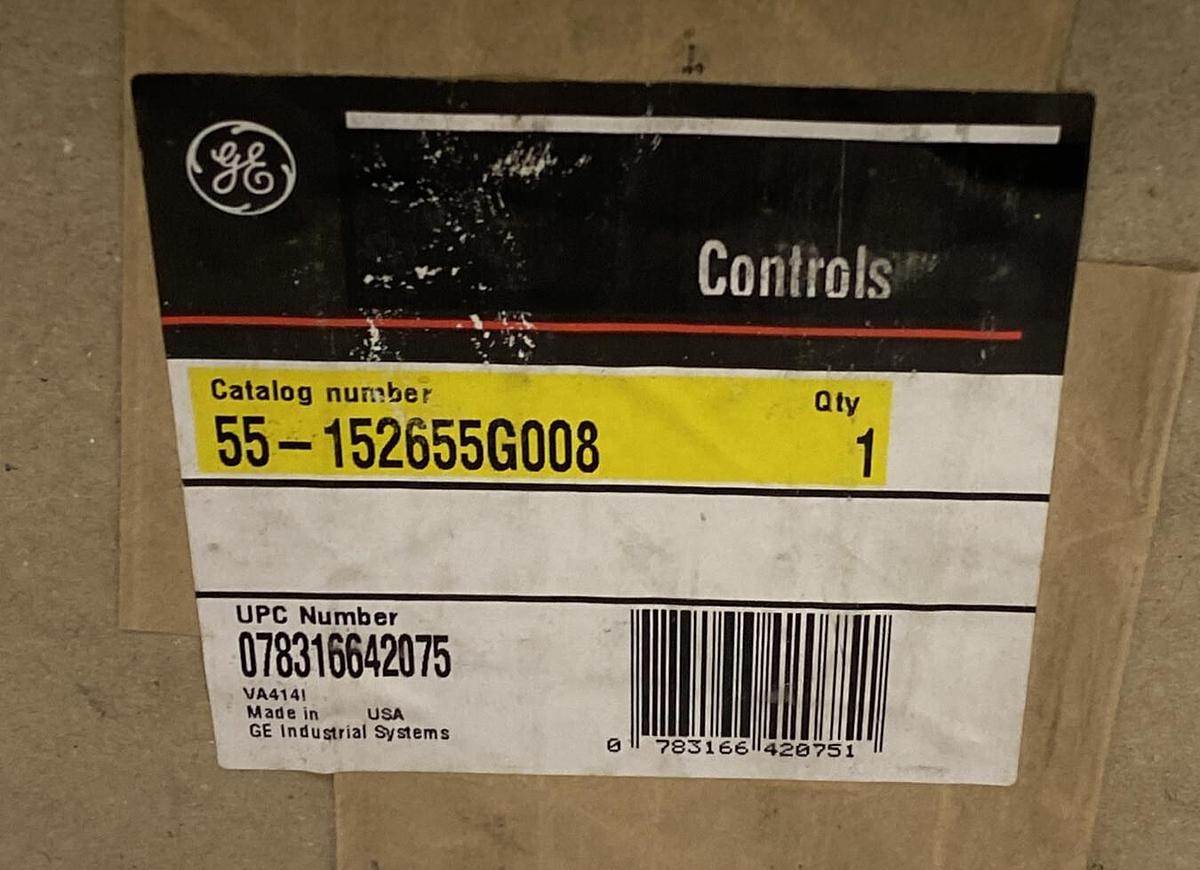 GE
Controls
Catalog number Qty
55-152655G008 1
UPC Number
078316642075
VA414I
Made in USA
GE Industrial Systems
0 783166 420751